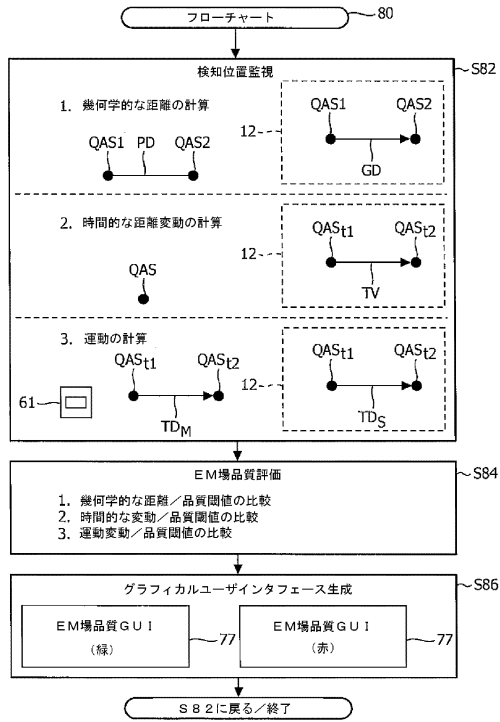 フローチャート
80
S82
検知位置監視
1. 幾何学的な距離の計算
QAS1 PD QAS2
12
QAS1 QAS2
GD
2. 時間的な距離変動の計算
QAS
12
QASt1 QASt2
TV
3. 運動の計算
61
QASt1 QASt2
TDM
12
QASt1 QASt2
TDS
S84
EM場品質評価
1. 幾何学的な距離/品質閾値の比較
2. 時間的な変動/品質閾値の比較
3. 運動変動/品質閾値の比較
S86
グラフィカルユーザインタフェース生成
EM場品質GUI
(緑)
77
EM場品質GUI
(赤)
77
S82に戻る/終了